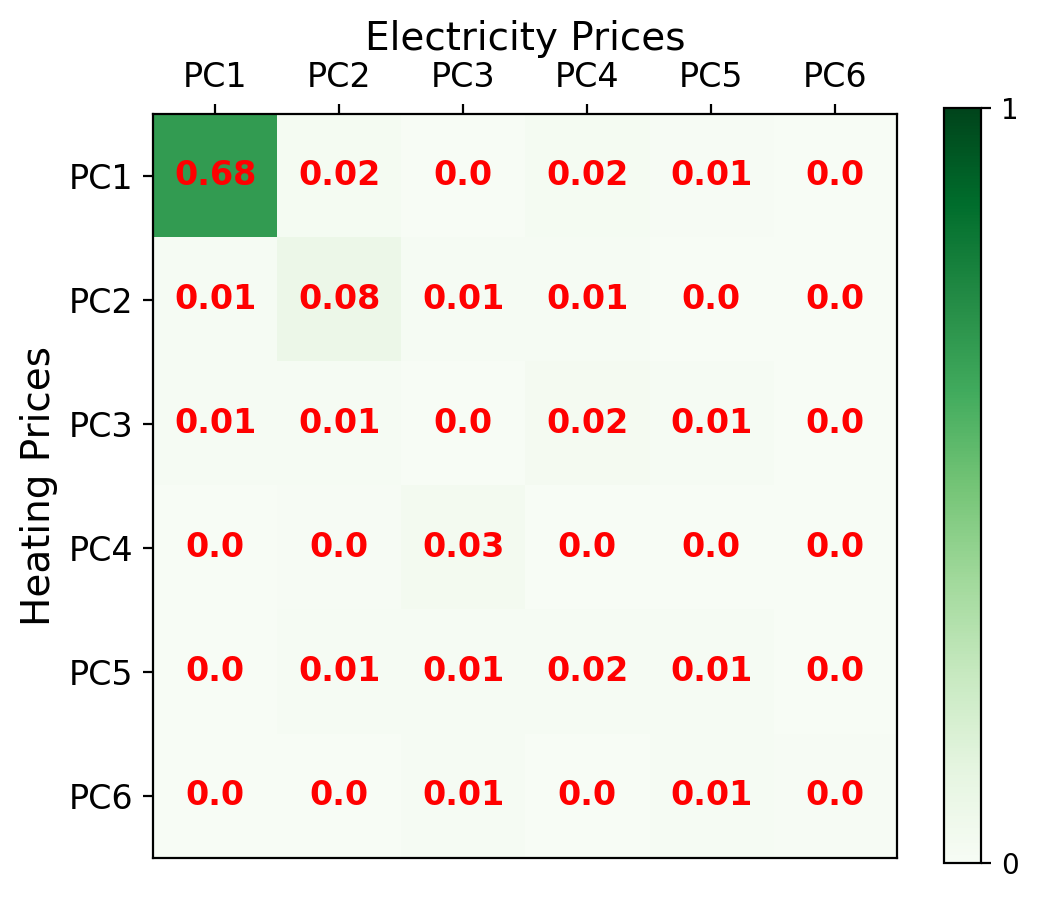 Electricity Prices
PC1 PC2 PC3 PC4 PC5 PC6
1
PC1 0.68 0.02 0.0 0.02 0.01 0.0
PC2 0.01 0.08 0.01 0.01 0.0 0.0
PC3 0.01 0.01 0.0 0.02 0.01 0.0
Heating Prices
PC4 0.0 0.0 0.03 0.0 0.0 0.0
PC5 0.0 0.01 0.01 0.02 0.01 0.0
PC6 0.0 0.0 0.01 0.0 0.01 0.0
0